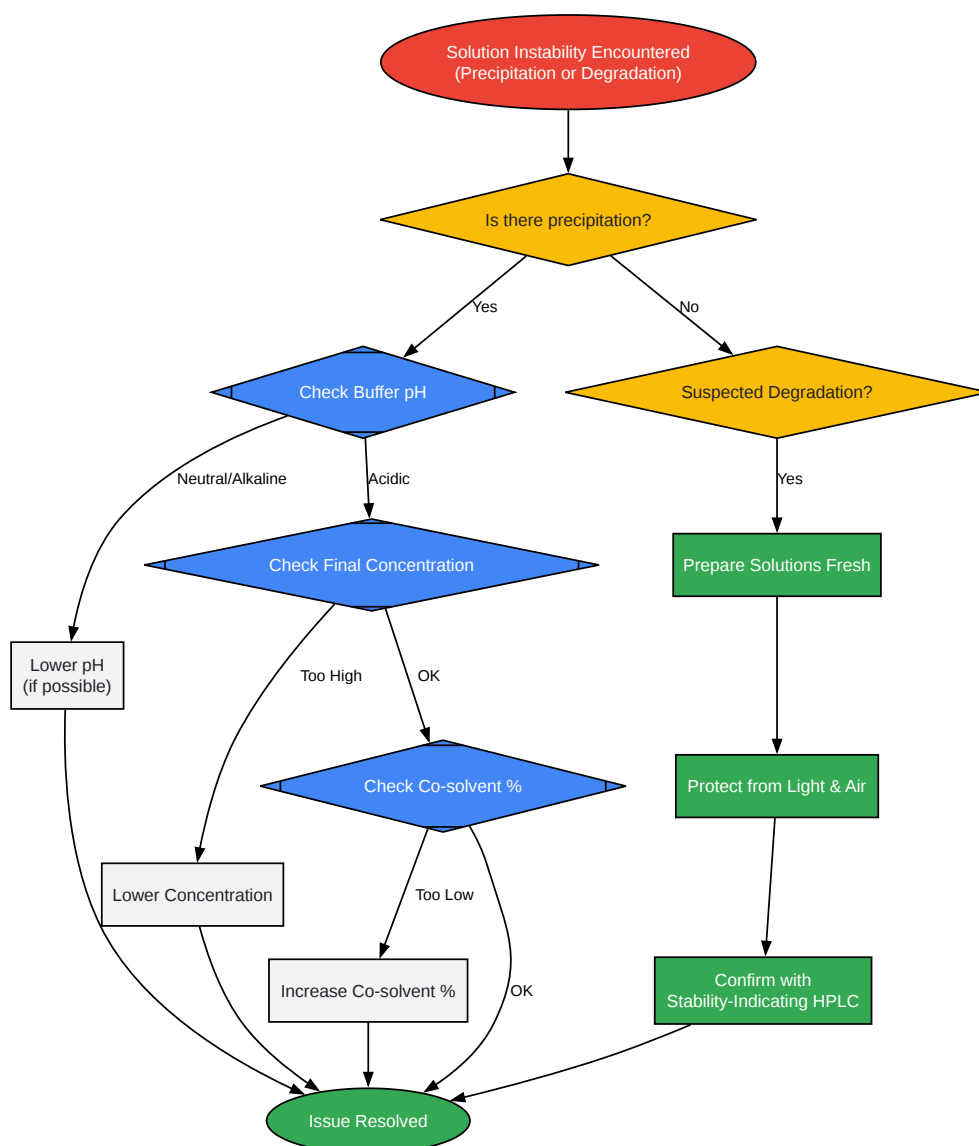 Solution Instability Encountered
(Precipitation or Degradation)
Is there precipitation?
Yes
No
Check Buffer pH
Suspected Degradation?
Neutral/Alkaline
Acidic
Yes
Check Final Concentration
Prepare Solutions Fresh
Lower pH
(if possible)
Too High
OK
Check Co-solvent %
Protect from Light & Air
Lower Concentration
Too Low
Increase Co-solvent %
OK
Confirm with
Stability-Indicating HPLC
Issue Resolved